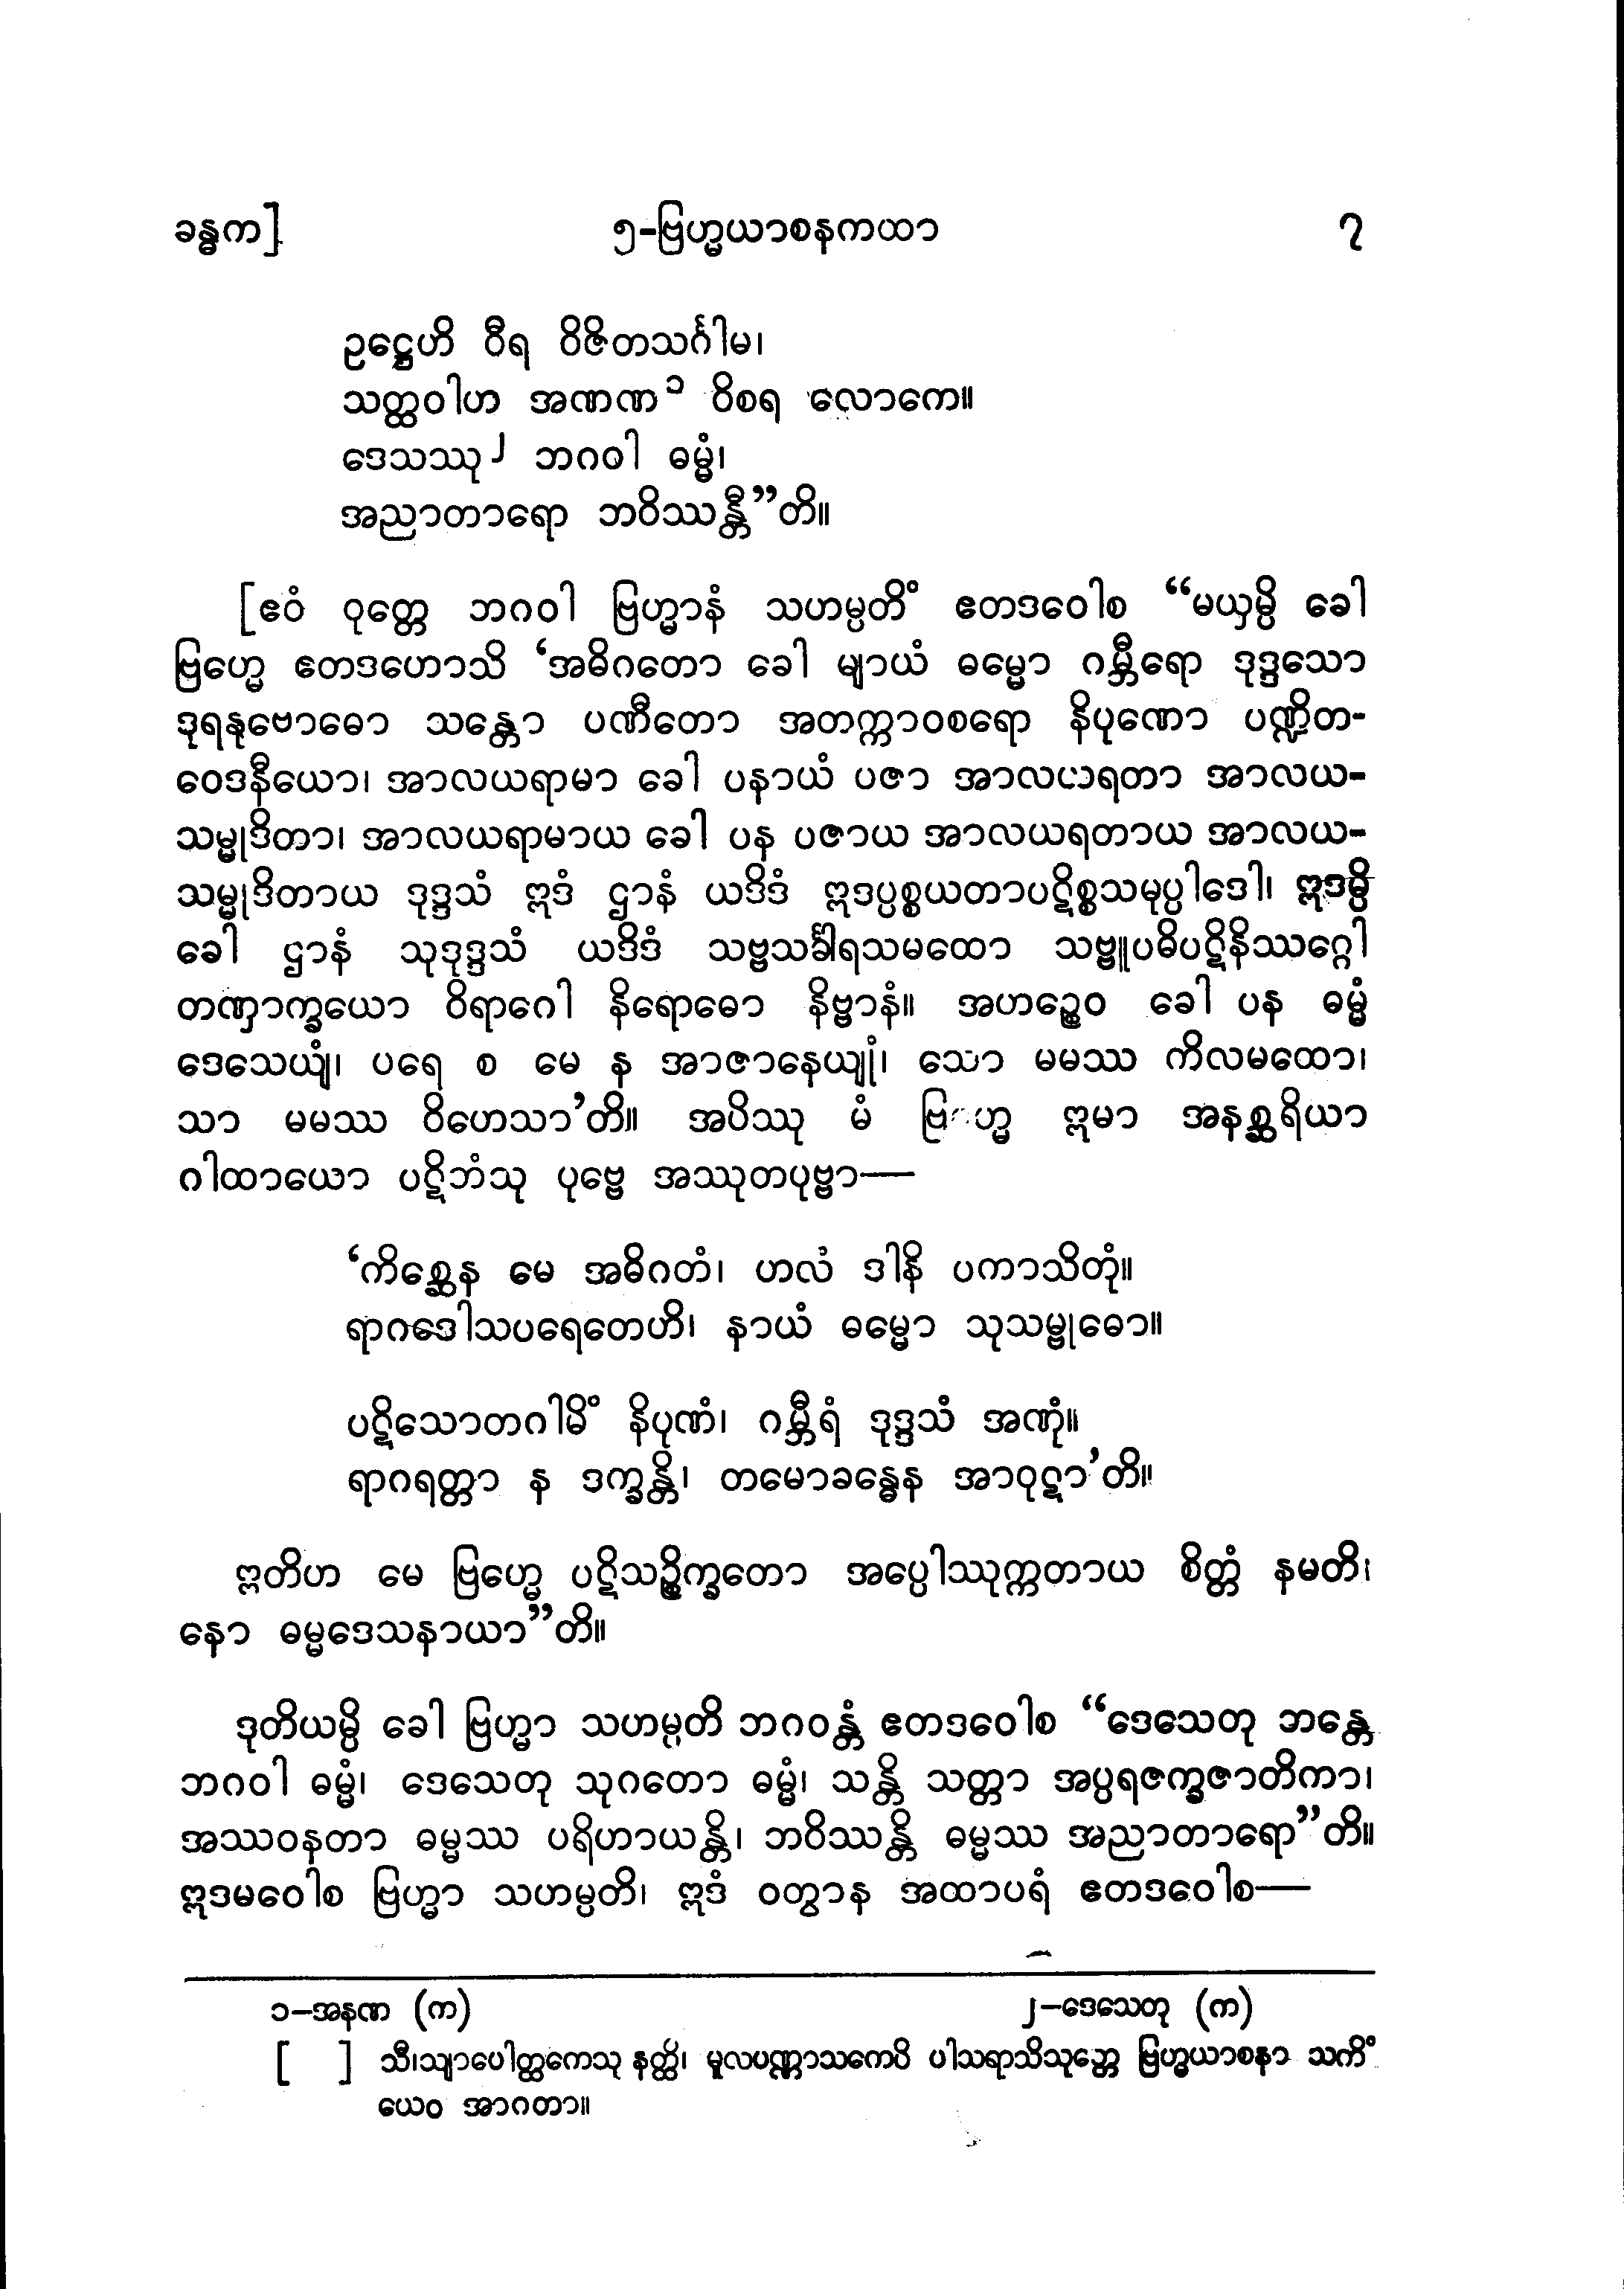 ခန္ဓက] ၅-ဗြဟ္မယာစနကထာ ၇
ဥဋ္ဌေဟိ ဝီရ ဝိဇိတသင်္ဂါမ၊
သတ္ထဝါဟ အဏဏ ၁ ဝိစရ လောကေ။
ဒေသဿု ၂ ဘဂဝါ ဓမ္မံ၊
အညာတာရော ဘဝိဿန္တီ”တိ။
[ဧဝံ ဝုတ္တေ ဘဂဝါ ဗြဟ္မာနံ သဟမ္ပတိံ ဧတဒဝေါစ “မယှမ္ပိ ခေါ
ဗြဟ္မေ ဧတဒဟောသိ ‘အဓိဂတော ခေါ မျာယံ ဓမ္မော ဂမ္ဘီရော ဒုဒ္ဒသော
ဒုရနုဗောဓော သန္တော ပဏီတော အတက္ကာဝစရော နိပုဏော ပဏ္ဍိတ-
ဝေဒနီယော၊ အာလယရာမာ ခေါ ပနာယံ ပဇာ အာလယရတာ အာလယ-
သမ္မုဒိတာ၊ အာလယရာမာယ ခေါ ပန ပဇာယ အာလယရတာယ အာလယ-
သမ္မုဒိတာယ ဒုဒ္ဒသံ ဣဒံ ဌာနံ ယဒိဒံ ဣဒပ္ပစ္စယတာပဋိစ္စသမုပ္ပါဒေါ၊ ဣဒမ္ပိ
ခေါ ဌာနံ သုဒုဒ္ဒသံ ယဒိဒံ သဗ္ဗသင်္ခါရသမထော သဗ္ဗူပဓိပဋိနိဿဂ္ဂေါ
တဏှာက္ခယော ဝိရာဂေါ နိရောဓော နိဗ္ဗာနံ။ အဟဉ္စေဝ ခေါ ပန ဓမ္မံ
ဒေသေယျံ၊ ပရေ စ မေ န အာဇာနေယျုံ၊ သော မမဿ ကိလမထော၊
သာ မမဿ ဝိဟေသာ’တိ။ အပိဿု မံ ဗြဟ္မေ ဣမာ အနစ္ဆရိယာ
ဂါထာယော ပဋိဘံသု ပုဗ္ဗေ အဿုတပုဗ္ဗာ—
‘ကိစ္ဆေန မေ အဓိဂတံ၊ ဟလံ ဒါနိ ပကာသိတုံ။
ရာဂဒေါသပရေတေဟိ၊ နာယံ ဓမ္မော သုသမ္ဗုဓော။
ပဋိသောတဂါမိံ နိပုဏံ၊ ဂမ္ဘီရံ ဒုဒ္ဒသံ အဏုံ။
ရာဂရတ္တာ န ဒက္ခန္တိ၊ တမောခန္ဓေန အာဝုဋာ’တိ။
ဣတိဟ မေ ဗြဟ္မေ ပဋိသဉ္စိက္ခတော အပ္ပေါဿုက္ကတာယ စိတ္တံ နမတိ၊
နော ဓမ္မဒေသနာယာ”တိ။
ဒုတိယမ္ပိ ခေါ ဗြဟ္မာ သဟမ္ပတိ ဘဂဝန္တံ ဧတဒဝေါစ “ဒေသေတု ဘန္တေ
ဘဂဝါ ဓမ္မံ၊ ဒေသေတု သုဂတော ဓမ္မံ၊ သန္တိ သတ္တာ အပ္ပရဇက္ခဇာတိကာ၊
အဿဝနတာ ဓမ္မဿ ပရိဟာယန္တိ၊ ဘဝိဿန္တိ ဓမ္မဿ အညာတာရော”တိ။
ဣဒမဝေါစ ဗြဟ္မာ သဟမ္ပတိ၊ ဣဒံ ဝတွာန အထာပရံ ဧတဒဝေါစ—
၁–အနဏ (က) ၂–ဒေသေတု (က)
[ ] သီ၊သျာပေါတ္ထကေသု နတ္ထိ၊ မူလပဏ္ဏာသကေပိ ပါသရာသိသုတ္တေ ဗြဟ္မယာစနာ သကိံ
ယေဝ အာဂတာ။